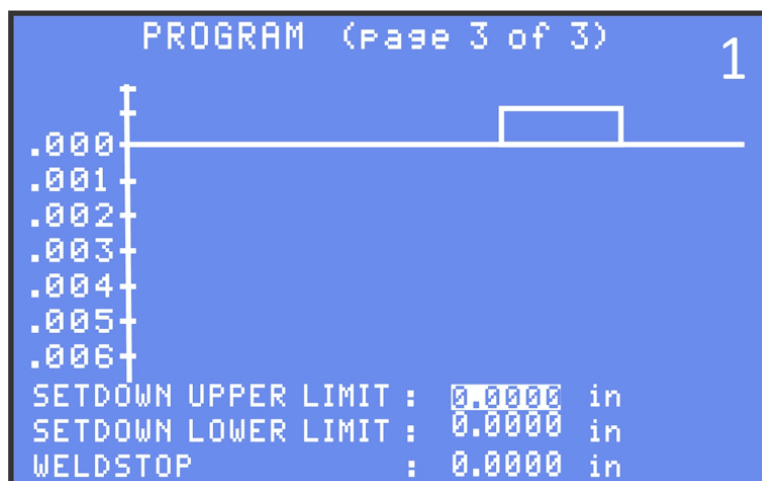 PROGRAM (page 3 of 3)
1
.000
.001
.002
.003
.004
.005
.006
SETDOWN UPPER LIMIT : 0.0000 in
SETDOWN LOWER LIMIT : 0.0000 in
WELDSTOP : 0.0000 in